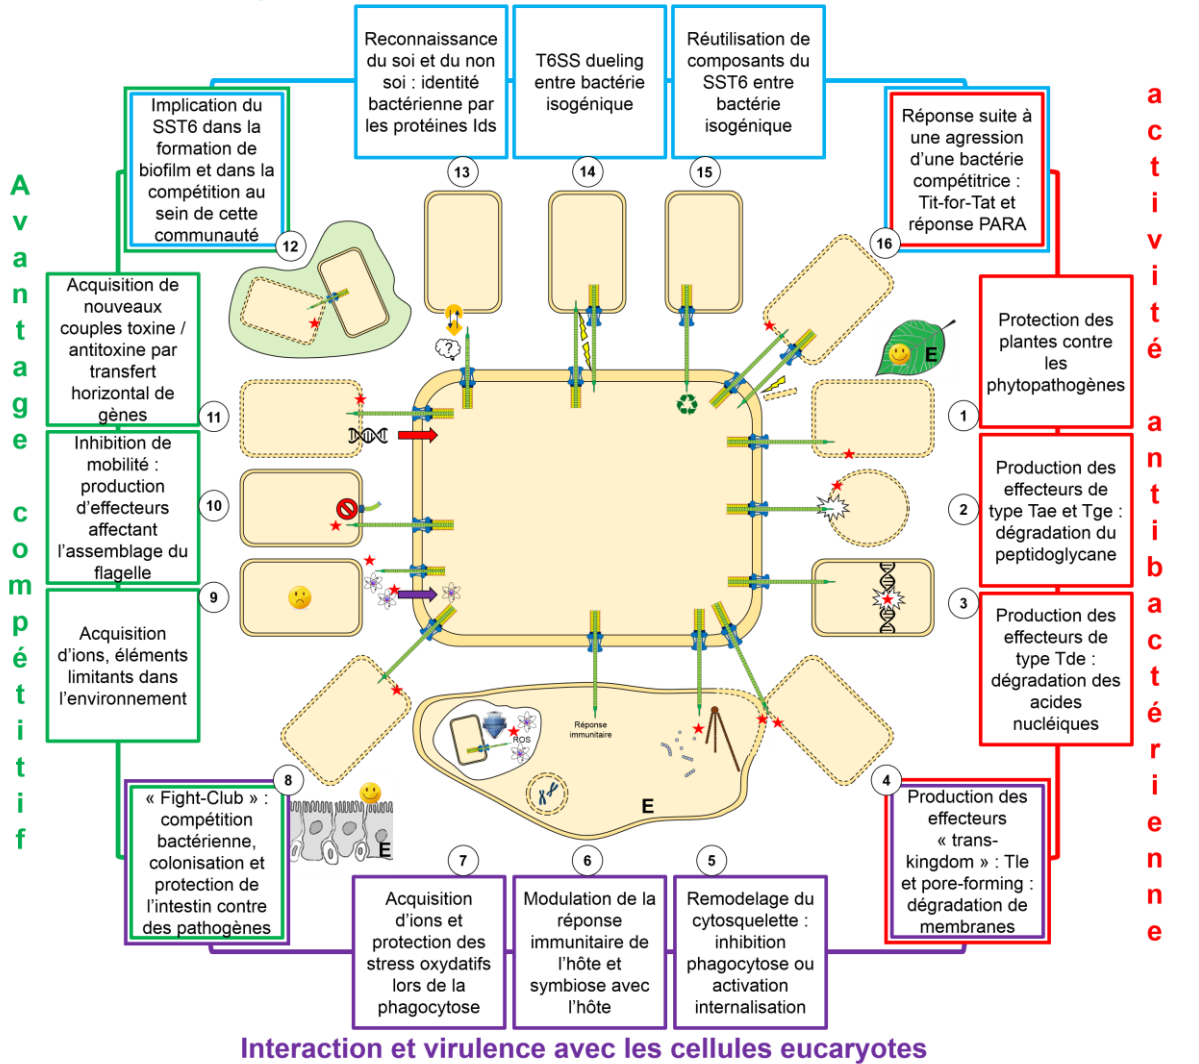 Reconnaissance
du soi et du non
soi : identité
bactérienne par
les protéines Ids
13
T6SS dueling
entre bactérie
isogénique
14
Réutilisation de
composants du
SST6 entre
bactérie
isogénique
15
Réponse suite à
une agression
d’une bactérie
compétitrice :
Tit-for-Tat et
réponse PARA
16
Implication du
SST6 dans la
formation de
biofilm et dans la
compétition au
sein de cette
communauté
12
Acquisition de
nouveaux
couples toxine /
antitoxine par
transfert
horizontal de
gènes
11
Inhibition de
mobilité :
production
d’effecteurs
affectant
l’assemblage du
flagelle
10
Acquisition
d’ions, éléments
limitants dans
l’environnement
9
« Fight-Club » :
compétition
bactérienne,
colonisation et
protection de
l’intestin contre
des pathogènes
8
Avantage compétitif
Protection des
plantes contre
les
phytopathogènes
1
Production des
effecteurs de
type Tae et Tge :
dégradation du
peptidoglycane
2
Production des
effecteurs de
type Tde :
dégradation des
acides
nucléiques
3
Production des
effecteurs
« trans-
kingdom » : Tle
et pore-forming :
dégradation de
membranes
4
activité antibactérienne
?
E
ROS
Réponse
immunitaire
E
E
7
Acquisition
d’ions et
protection des
stress oxydatifs
lors de la
phagocytose
6
Modulation de la
réponse
immunitaire de
l’hôte et
symbiose avec
l’hôte
5
Remodelage du
cytosquelette :
inhibition
phagocytose ou
activation
internalisation
Interaction et virulence avec les cellules eucaryotes